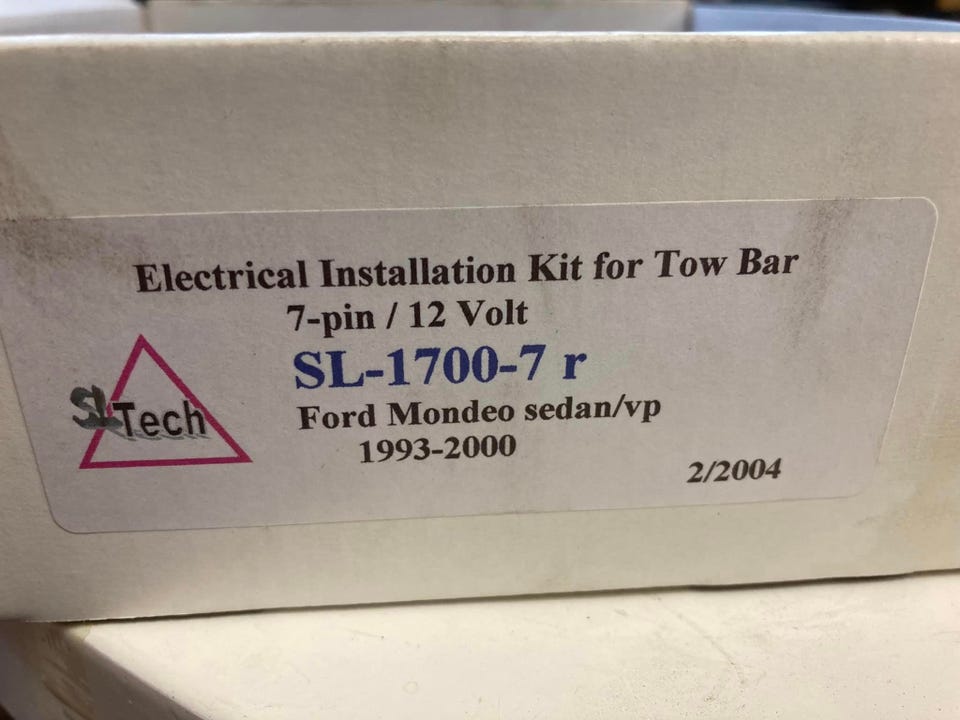 Electrical Installation Kit for Tow Bar
7-pin / 12 Volt
SL-1700-7 r
SL Tech
Ford Mondeo sedan/vp
1993-2000
2/2004